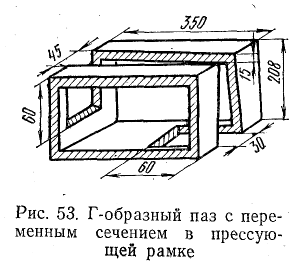 350
45
15
208
60
30
60
Рис. 53. Г-образный паз с пере-
менным сечением в прессую-
щей рамке